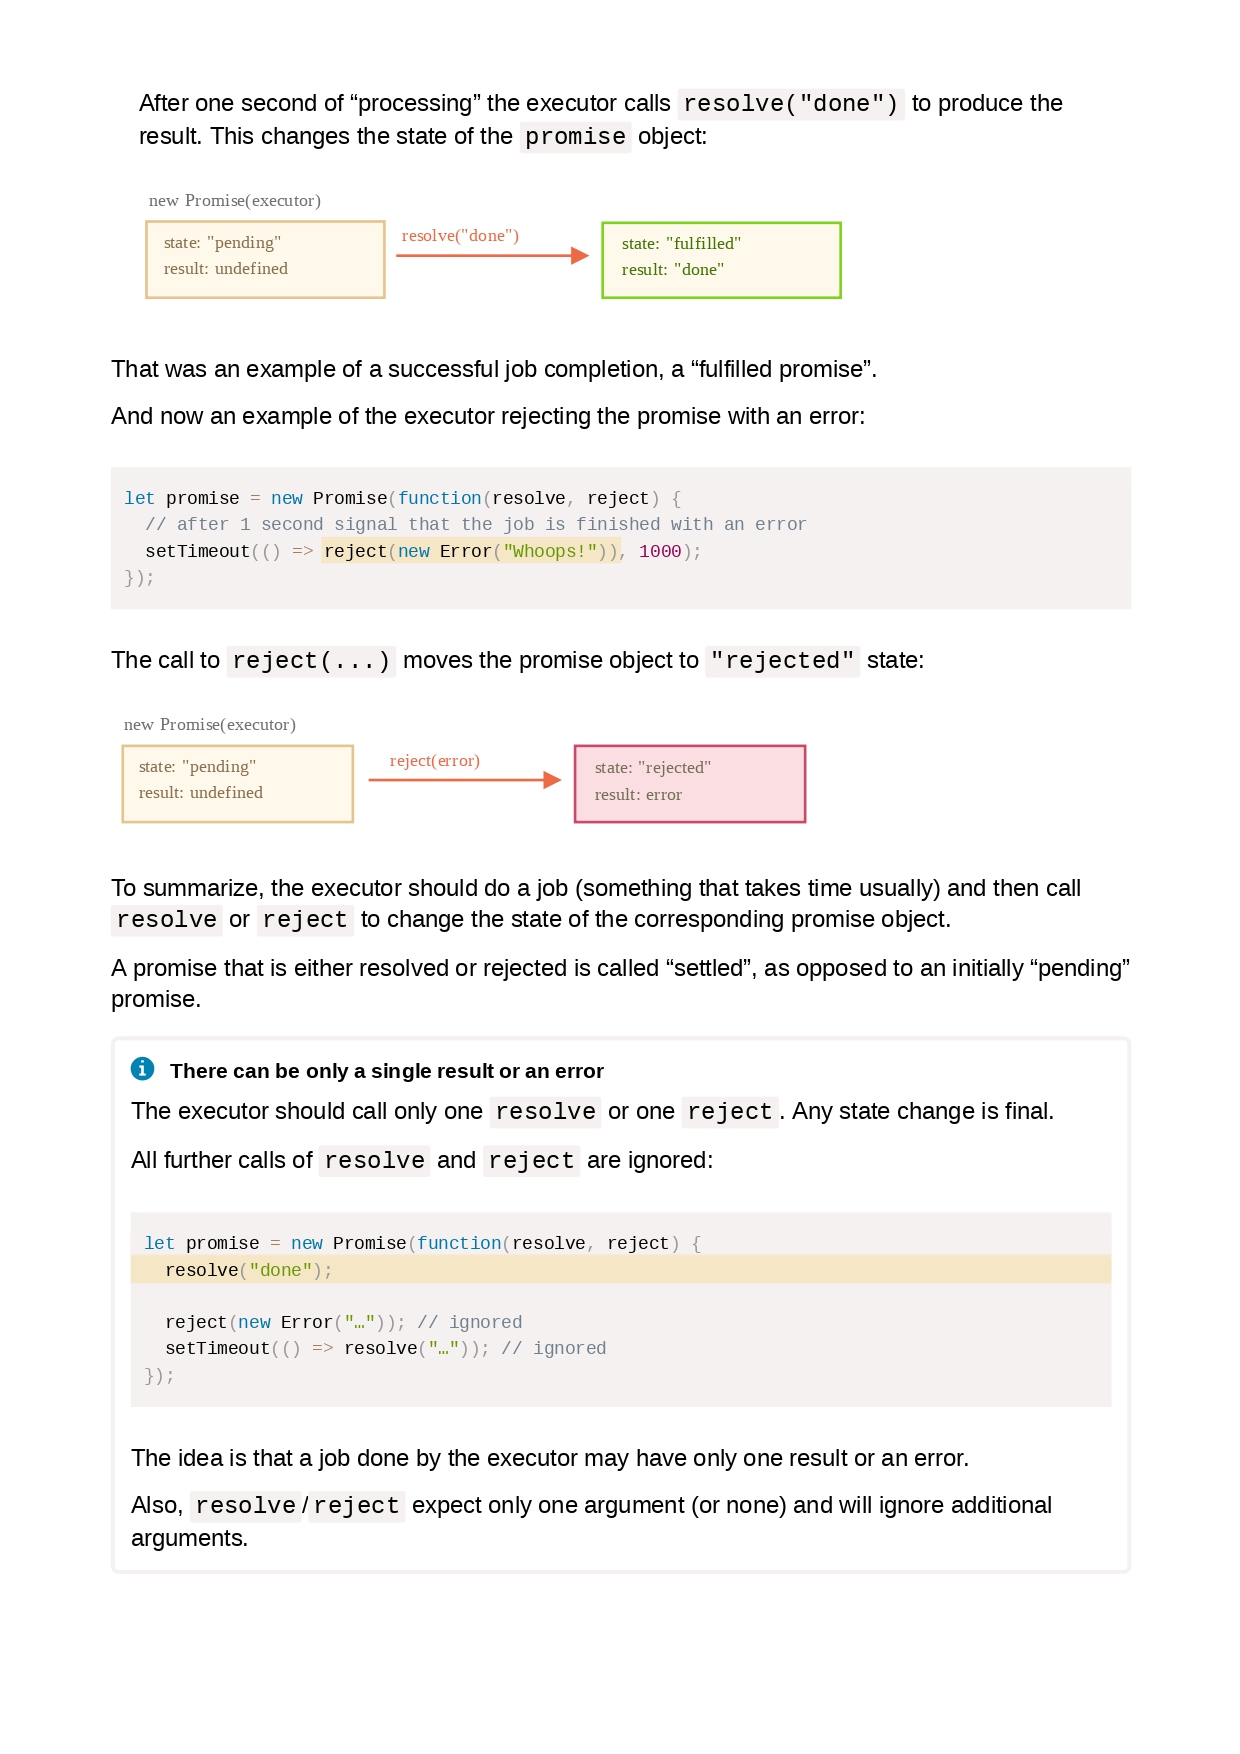 After one second of “processing” the executor calls resolve("done") to produce the
result. This changes the state of the promise object:
new Promise(executor)
state: "pending"
result: undefined
resolve("done")
state: "fulfilled"
result: "done"
That was an example of a successful job completion, a “fulfilled promise”.
And now an example of the executor rejecting the promise with an error:
let promise = new Promise(function(resolve, reject) {
  // after 1 second signal that the job is finished with an error
  setTimeout(() => reject(new Error("Whoops!")), 1000);
});
The call to reject(...) moves the promise object to "rejected" state:
new Promise(executor)
state: "pending"
result: undefined
reject(error)
state: "rejected"
result: error
To summarize, the executor should do a job (something that takes time usually) and then call
resolve or reject to change the state of the corresponding promise object.
A promise that is either resolved or rejected is called “settled”, as opposed to an initially “pending”
promise.
There can be only a single result or an error
The executor should call only one resolve or one reject. Any state change is final.
All further calls of resolve and reject are ignored:
let promise = new Promise(function(resolve, reject) {
  resolve("done");
  reject(new Error("…")); // ignored
  setTimeout(() => resolve("…")); // ignored
});
The idea is that a job done by the executor may have only one result or an error.
Also, resolve/reject expect only one argument (or none) and will ignore additional
arguments.